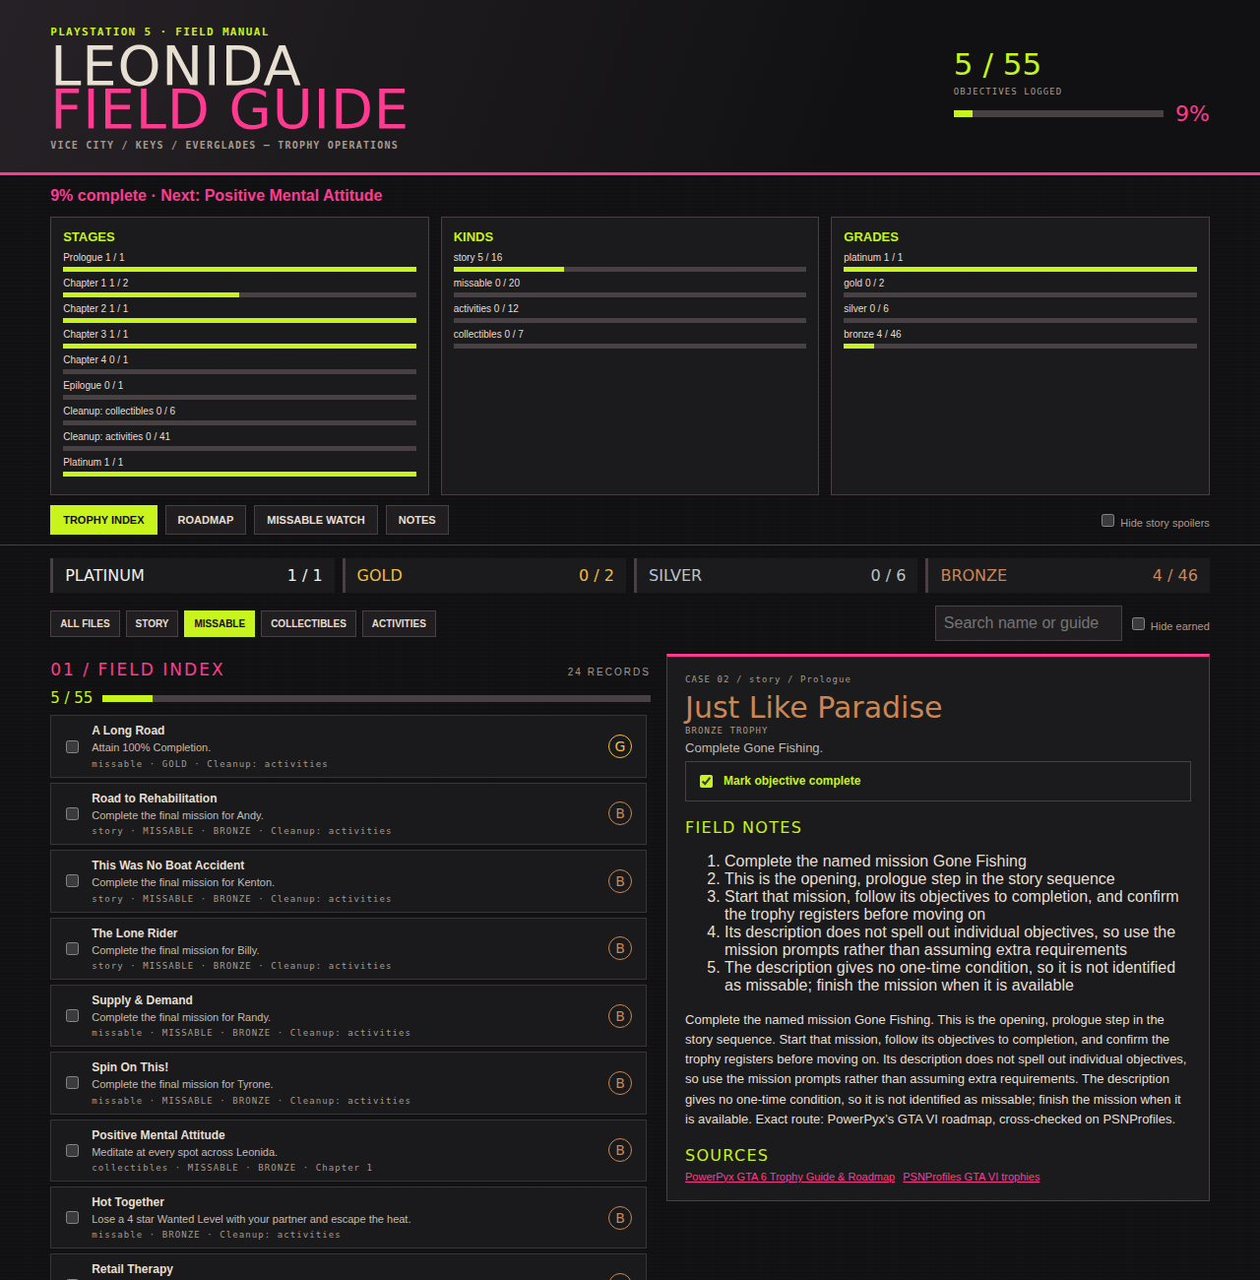 PLAYSTATION 5 · FIELD MANUAL
LEONIDA
FIELD GUIDE
VICE CITY / KEYS / EVERGLADES — TROPHY OPERATIONS
5 / 55
OBJECTIVES LOGGED
9%
9% complete · Next: Positive Mental Attitude
STAGES
Prologue 1 / 1
Chapter 1 1 / 2
Chapter 2 1 / 1
Chapter 3 1 / 1
Chapter 4 0 / 1
Epilogue 0 / 1
Cleanup: collectibles 0 / 6
Cleanup: activities 0 / 41
Platinum 1 / 1
KINDS
story 5 / 16
missable 0 / 20
activities 0 / 12
collectibles 0 / 7
GRADES
platinum 1 / 1
gold 0 / 2
silver 0 / 6
bronze 4 / 46
TROPHY INDEX
ROADMAP
MISSABLE WATCH
NOTES
Hide story spoilers
PLATINUM 1 / 1
GOLD 0 / 2
SILVER 0 / 6
BRONZE 4 / 46
ALL FILES
STORY
MISSABLE
COLLECTIBLES
ACTIVITIES
Search name or guide
Hide earned
01 / FIELD INDEX
24 RECORDS
5 / 55
A Long Road
Attain 100% Completion.
missable · GOLD · Cleanup: activities
G
Road to Rehabilitation
Complete the final mission for Andy.
story · MISSABLE · BRONZE · Cleanup: activities
B
This Was No Boat Accident
Complete the final mission for Kenton.
story · MISSABLE · BRONZE · Cleanup: activities
B
The Lone Rider
Complete the final mission for Billy.
story · MISSABLE · BRONZE · Cleanup: activities
B
Supply & Demand
Complete the final mission for Randy.
missable · MISSABLE · BRONZE · Cleanup: activities
B
Spin On This!
Complete the final mission for Tyrone.
missable · MISSABLE · BRONZE · Cleanup: activities
B
Positive Mental Attitude
Meditate at every spot across Leonida.
collectibles · MISSABLE · BRONZE · Chapter 1
B
Hot Together
Lose a 4 star Wanted Level with your partner and escape the heat.
missable · BRONZE · Cleanup: activities
B
Retail Therapy
CASE 02 / story / Prologue
Just Like Paradise
BRONZE TROPHY
Complete Gone Fishing.
Mark objective complete
FIELD NOTES
1. Complete the named mission Gone Fishing
2. This is the opening, prologue step in the story sequence
3. Start that mission, follow its objectives to completion, and confirm
the trophy registers before moving on
4. Its description does not spell out individual objectives, so use the
mission prompts rather than assuming extra requirements
5. The description gives no one-time condition, so it is not identified
as missable; finish the mission when it is available
Complete the named mission Gone Fishing. This is the opening, prologue step in the
story sequence. Start that mission, follow its objectives to completion, and confirm the
trophy registers before moving on. Its description does not spell out individual objectives,
so use the mission prompts rather than assuming extra requirements. The description
gives no one-time condition, so it is not identified as missable; finish the mission when it
is available. Exact route: PowerPyx’s GTA VI roadmap, cross-checked on PSNProfiles.
SOURCES
PowerPyx GTA 6 Trophy Guide & Roadmap PSNProfiles GTA VI trophies